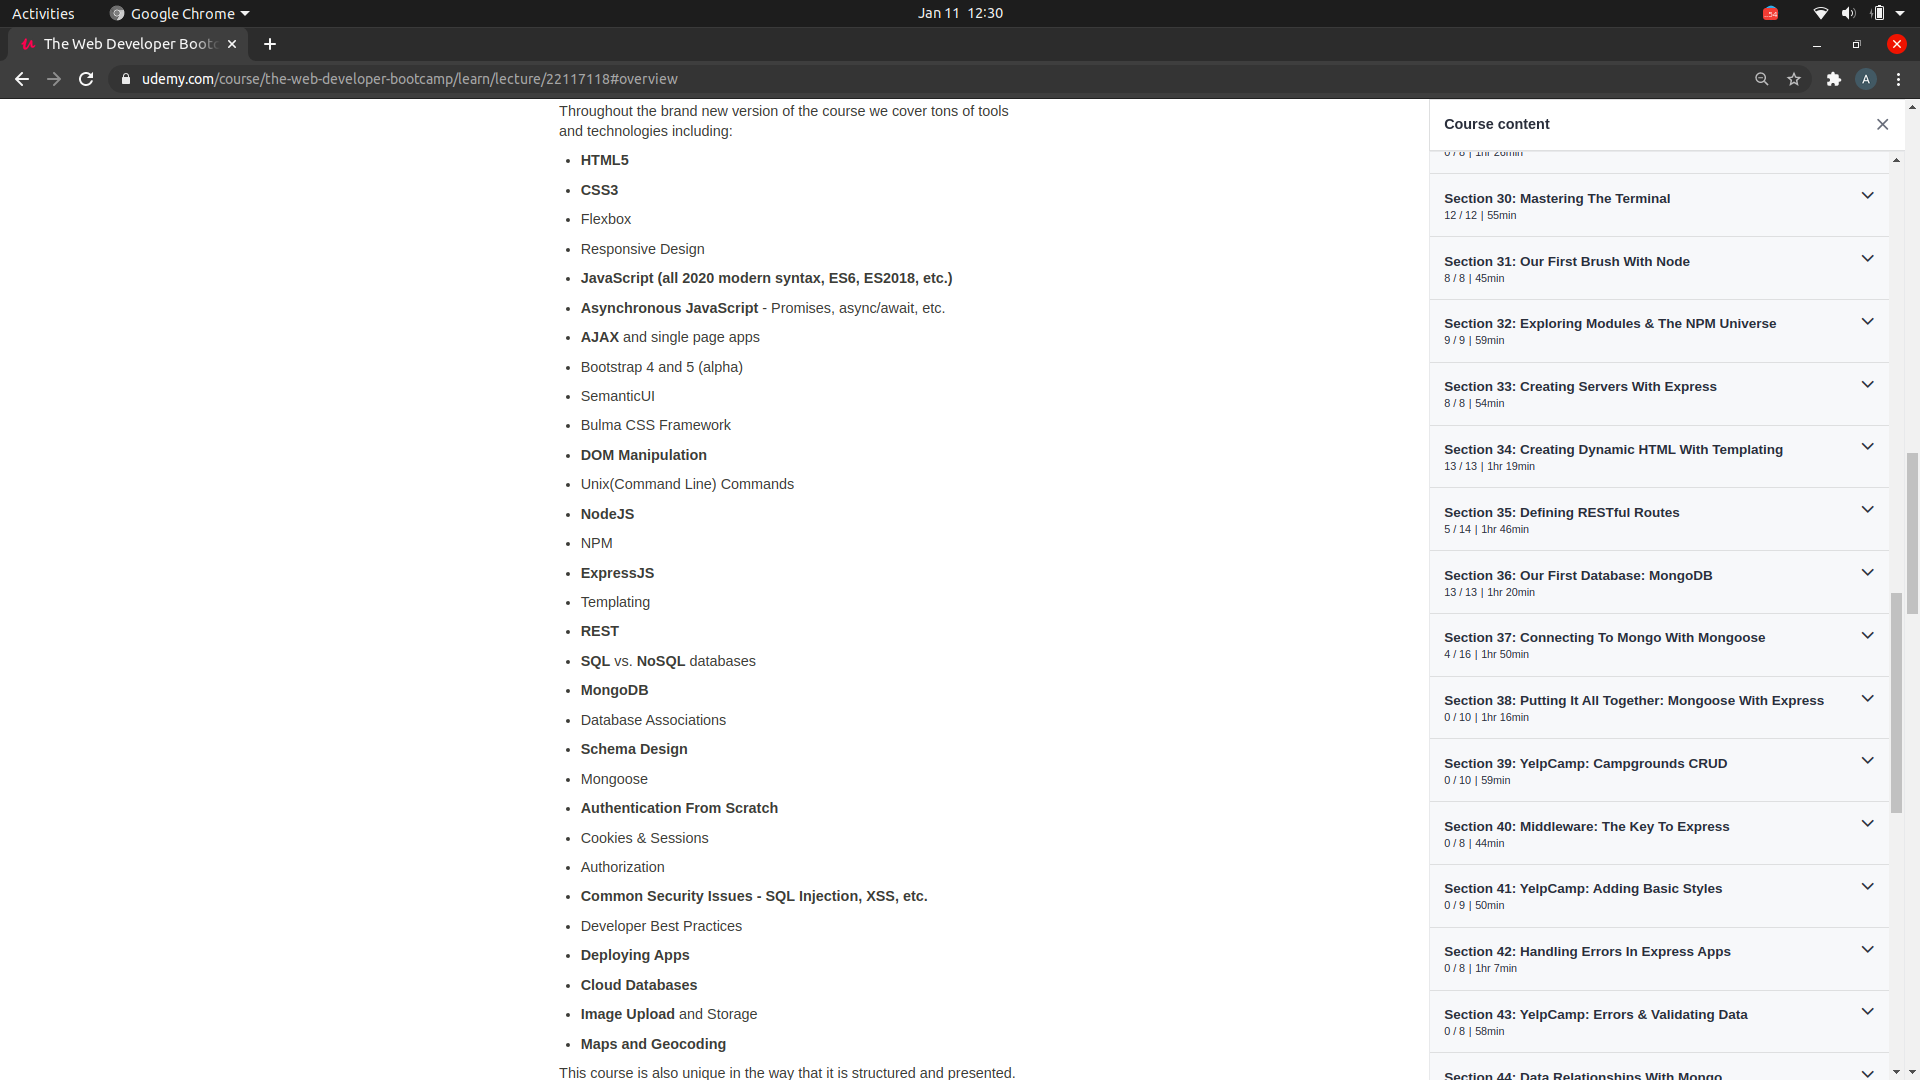 Activities
Google Chrome
Jan 11 12:30
The Web Developer Bootc
udemy.com/course/the-web-developer-bootcamp/learn/lecture/22117118#overview
A
Throughout the brand new version of the course we cover tons of tools
and technologies including:
HTML5
CSS3
Flexbox
Responsive Design
JavaScript (all 2020 modern syntax, ES6, ES2018, etc.)
Asynchronous JavaScript - Promises, async/await, etc.
AJAX and single page apps
Bootstrap 4 and 5 (alpha)
SemanticUI
Bulma CSS Framework
DOM Manipulation
Unix(Command Line) Commands
NodeJS
NPM
ExpressJS
Templating
REST
SQL vs. NoSQL databases
MongoDB
Database Associations
Schema Design
Mongoose
Authentication From Scratch
Cookies & Sessions
Authorization
Common Security Issues - SQL Injection, XSS, etc.
Developer Best Practices
Deploying Apps
Cloud Databases
Image Upload and Storage
Maps and Geocoding
This course is also unique in the way that it is structured and presented.
Course content
0 / 8 | 1hr 26min
Section 30: Mastering The Terminal
12 / 12 | 55min
Section 31: Our First Brush With Node
8 / 8 | 45min
Section 32: Exploring Modules & The NPM Universe
9 / 9 | 59min
Section 33: Creating Servers With Express
8 / 8 | 54min
Section 34: Creating Dynamic HTML With Templating
13 / 13 | 1hr 19min
Section 35: Defining RESTful Routes
5 / 14 | 1hr 46min
Section 36: Our First Database: MongoDB
13 / 13 | 1hr 20min
Section 37: Connecting To Mongo With Mongoose
4 / 16 | 1hr 50min
Section 38: Putting It All Together: Mongoose With Express
0 / 10 | 1hr 16min
Section 39: YelpCamp: Campgrounds CRUD
0 / 10 | 59min
Section 40: Middleware: The Key To Express
0 / 8 | 44min
Section 41: YelpCamp: Adding Basic Styles
0 / 9 | 50min
Section 42: Handling Errors In Express Apps
0 / 8 | 1hr 7min
Section 43: YelpCamp: Errors & Validating Data
0 / 8 | 58min
Section 44: Data Relationships With Mongo